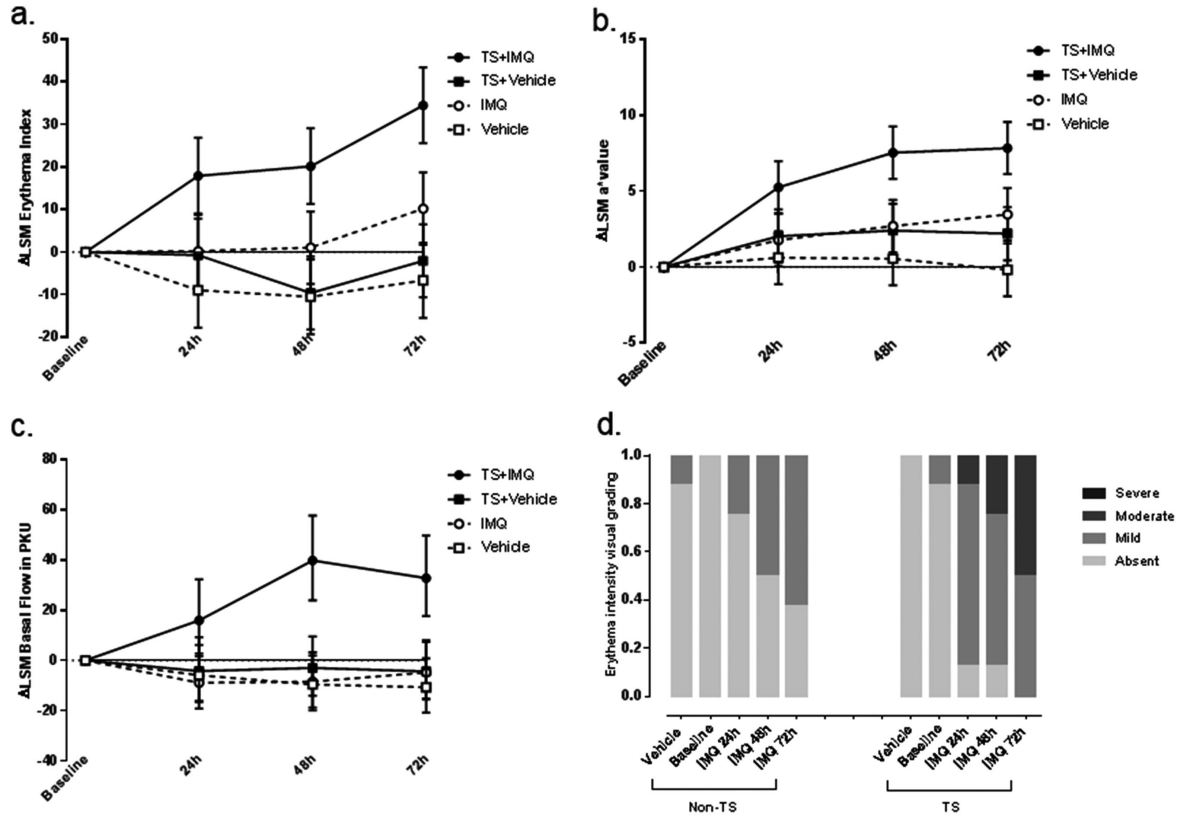 a.
ΔLSM Erythema Index
50
40
30
20
10
0
-10
-20
Baseline
24h
48h
72h
TS+IMQ
TS+Vehicle
IMQ
Vehicle
b.
ΔLSM a*value
15
10
5
0
-5
Baseline
24h
48h
72h
TS+IMQ
TS+Vehicle
IMQ
Vehicle
c.
ΔLSM Basal Flow in PKU
80
60
40
20
0
-20
-40
Baseline
24h
48h
72h
TS+IMQ
TS+Vehicle
IMQ
Vehicle
d.
Erythema intensity visual grading
1.0
0.8
0.6
0.4
0.2
0.0
Vehicle
Baseline
IMQ 24h
IMQ 48h
IMQ 72h
Vehicle
Baseline
IMQ 24h
IMQ 48h
IMQ 72h
Non-TS
TS
Severe
Moderate
Mild
Absent